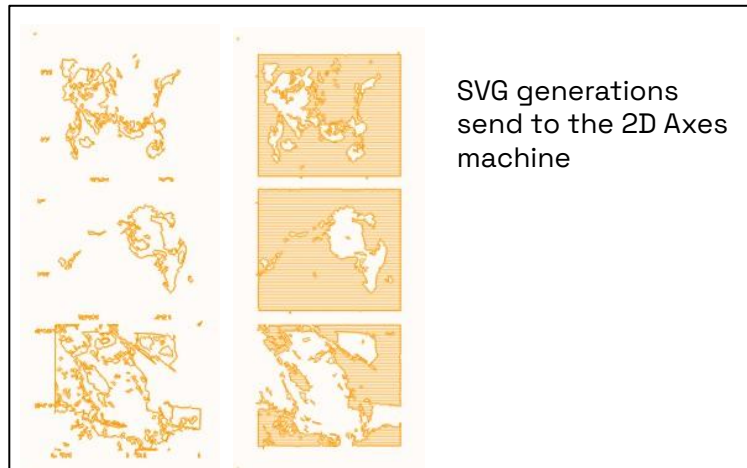 SVG generations
send to the 2D Axes
machine